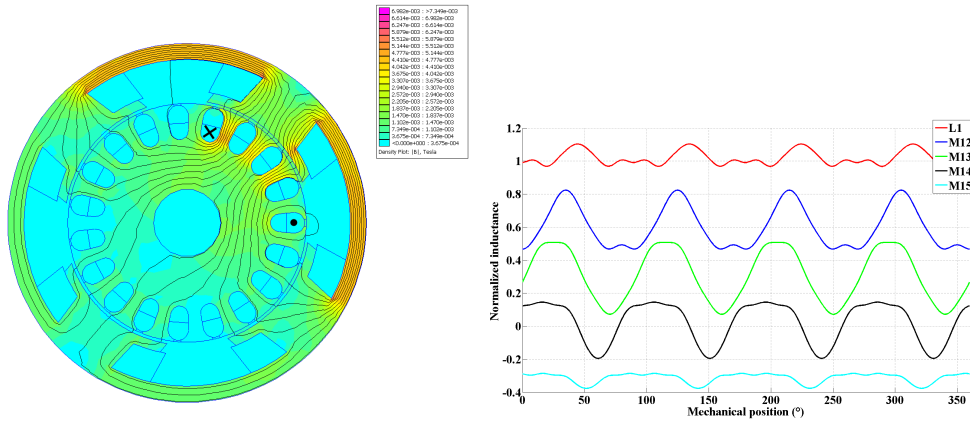 6.982e-003 : >7.349e-003
6.614e-003 : 6.982e-003
6.247e-003 : 6.614e-003
5.879e-003 : 6.247e-003
5.512e-003 : 5.879e-003
5.144e-003 : 5.512e-003
4.777e-003 : 5.144e-003
4.410e-003 : 4.777e-003
4.042e-003 : 4.410e-003
3.675e-003 : 4.042e-003
3.307e-003 : 3.675e-003
2.940e-003 : 3.307e-003
2.572e-003 : 2.940e-003
2.205e-003 : 2.572e-003
1.837e-003 : 2.205e-003
1.470e-003 : 1.837e-003
1.102e-003 : 1.470e-003
7.349e-004 : 1.102e-003
3.675e-004 : 7.349e-004
<0.000e+000 : 3.675e-004
Density Plot: |B|, Tesla
L1
M12
M13
M14
M15
1.2
1
0.8
0.6
0.4
0.2
0
-0.2
-0.4
Normalized inductance
0 50 100 150 200 250 300 350
Mechanical position (°)